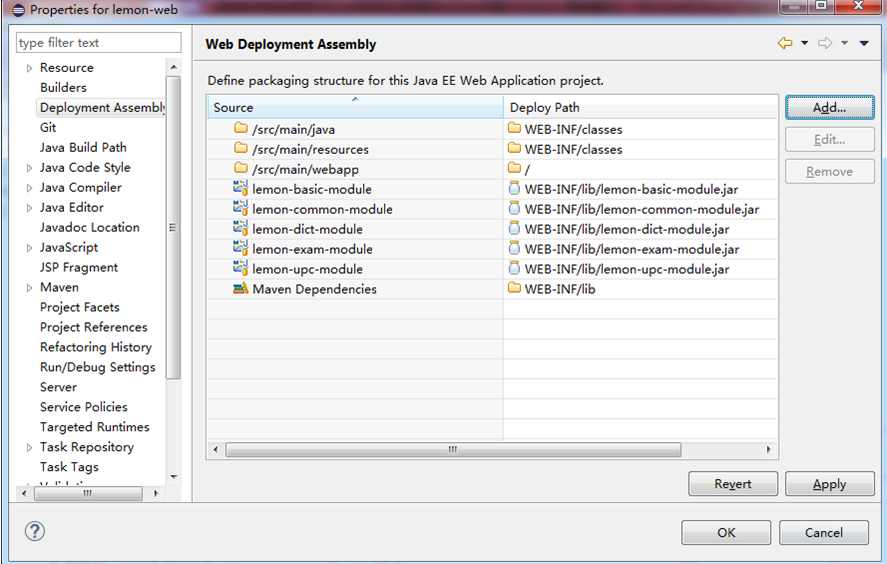 Properties for lemon-web
type filter text
Resource
Builders
Deployment Assembly
Git
Java Build Path
Java Code Style
Java Compiler
Java Editor
Javadoc Location
JavaScript
JSP Fragment
Maven
Project Facets
Project References
Refactoring History
Run/Debug Settings
Server
Service Policies
Targeted Runtimes
Task Repository
Task Tags
Web Deployment Assembly
Define packaging structure for this Java EE Web Application project.
Source Deploy Path
/src/main/java WEB-INF/classes
/src/main/resources WEB-INF/classes
/src/main/webapp /
lemon-basic-module WEB-INF/lib/lemon-basic-module.jar
lemon-common-module WEB-INF/lib/lemon-common-module.jar
lemon-dict-module WEB-INF/lib/lemon-dict-module.jar
lemon-exam-module WEB-INF/lib/lemon-exam-module.jar
lemon-upc-module WEB-INF/lib/lemon-upc-module.jar
Maven Dependencies WEB-INF/lib
Add...
Edit...
Remove
Revert Apply
OK Cancel